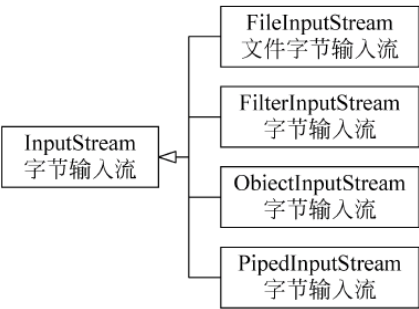 FileInputStream
文件字节输入流
FilterInputStream
字节输入流
InputStream
字节输入流
ObiectInputStream
字节输入流
PipedInputStream
字节输入流